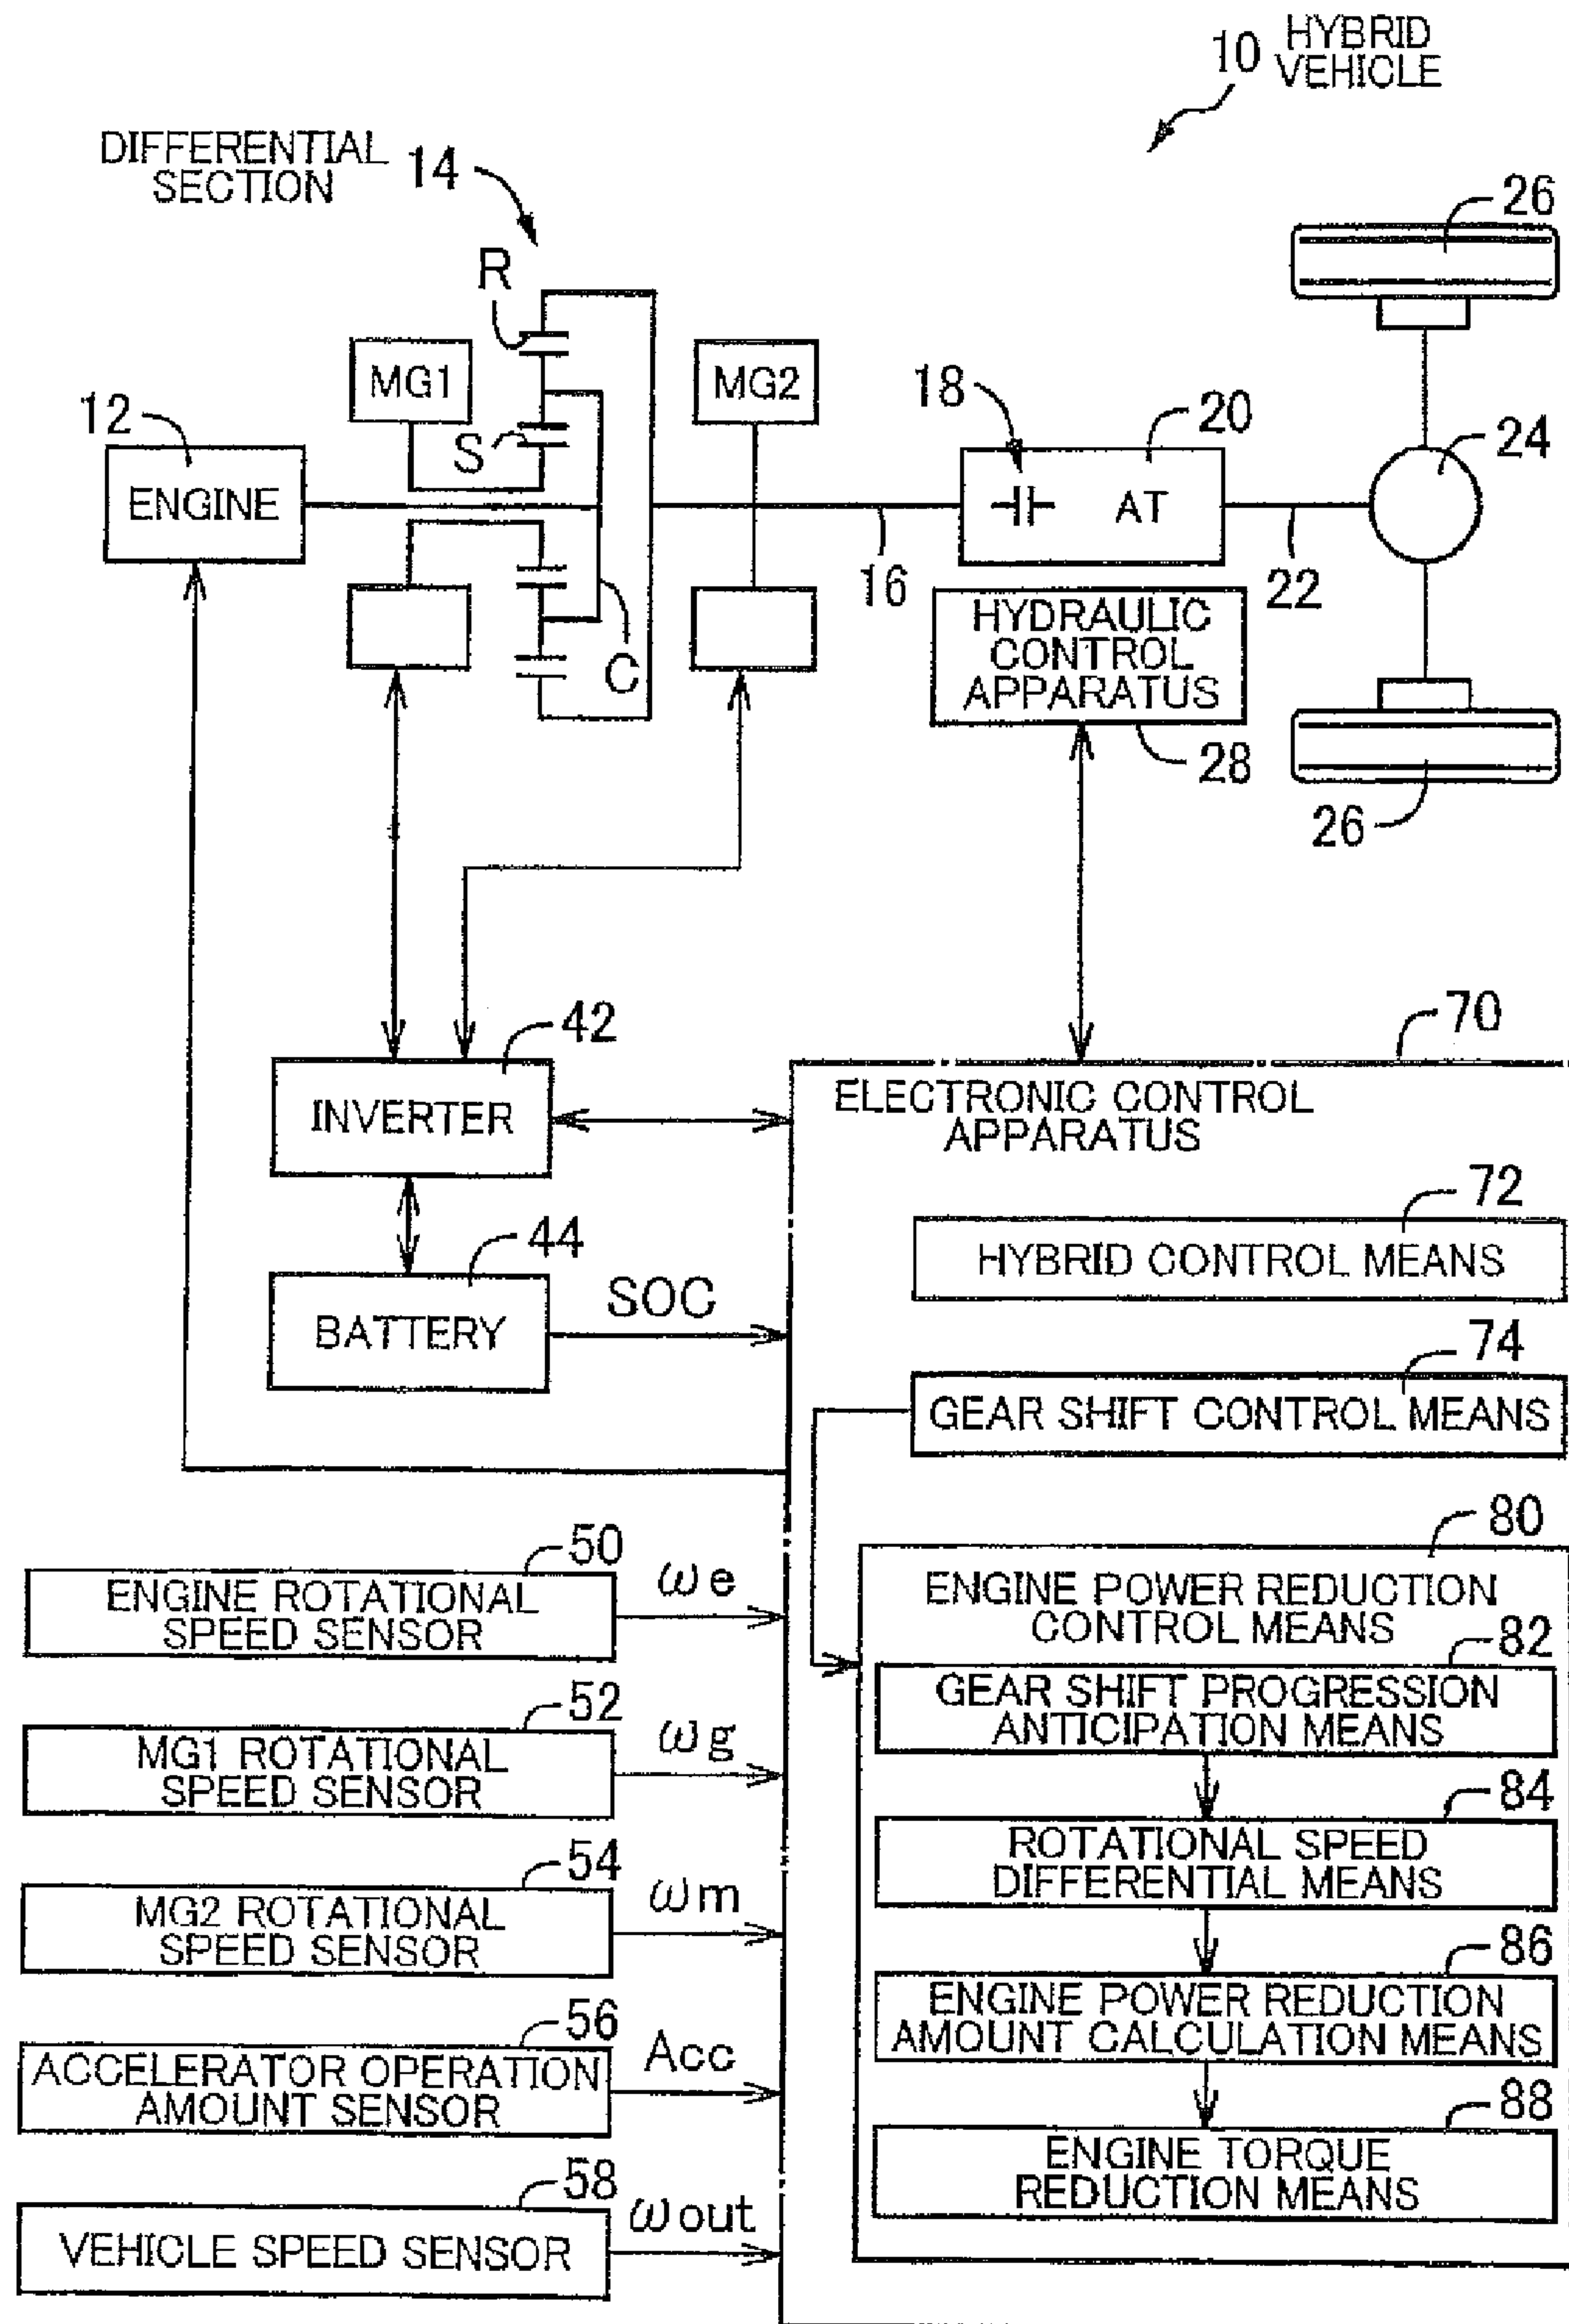 10 HYBRID
VEHICLE
DIFFERENTIAL
SECTION
14
26
R
MG1
MG2
18
20
24
12
S
ENGINE
AT
16
22
C
HYDRAULIC
CONTROL
APPARATUS
28
26
42
70
INVERTER
ELECTRONIC CONTROL
APPARATUS
44
72
BATTERY
SOC
HYBRID CONTROL MEANS
74
GEAR SHIFT CONTROL MEANS
80
50
ENGINE ROTATIONAL
SPEED SENSOR
ωe
ENGINE POWER REDUCTION
CONTROL MEANS
82
GEAR SHIFT PROGRESSION
ANTICIPATION MEANS
52
MG1 ROTATIONAL
SPEED SENSOR
ωg
84
ROTATIONAL SPEED
DIFFERENTIAL MEANS
54
MG2 ROTATIONAL
SPEED SENSOR
ωm
86
ENGINE POWER REDUCTION
AMOUNT CALCULATION MEANS
56
ACCELERATOR OPERATION
AMOUNT SENSOR
Acc
88
ENGINE TORQUE
REDUCTION MEANS
58
VEHICLE SPEED SENSOR
ωout